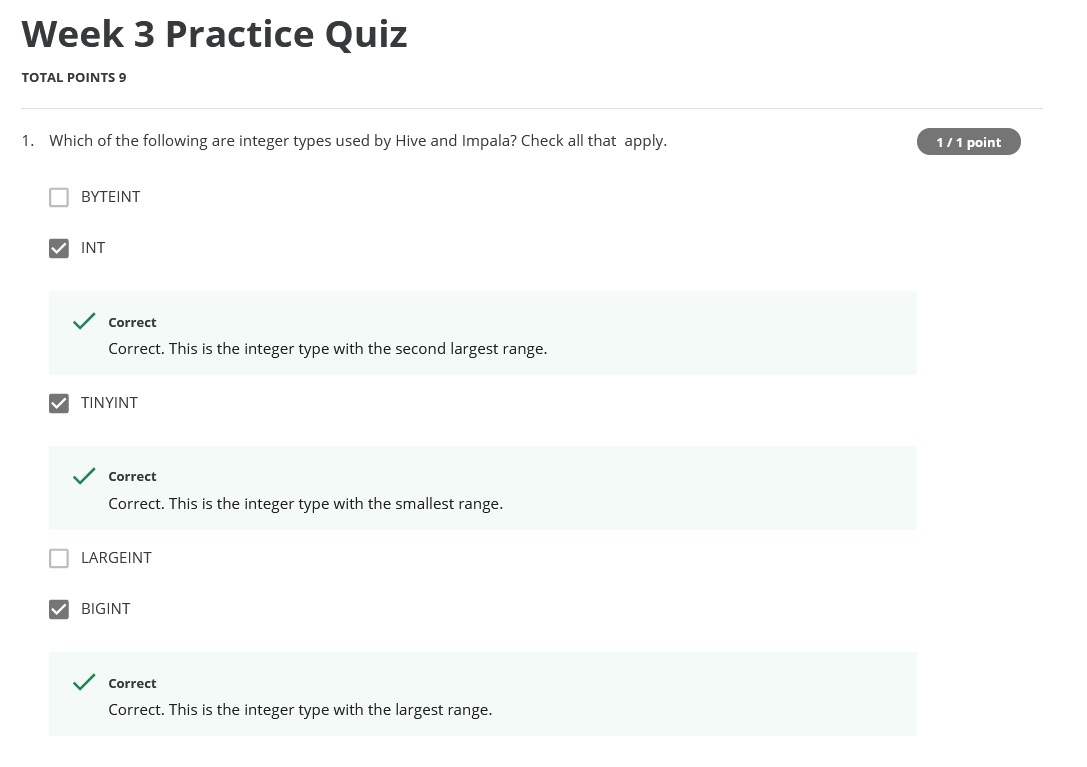 Week 3 Practice Quiz
TOTAL POINTS 9
1. Which of the following are integer types used by Hive and Impala? Check all that  apply.
1 / 1 point
BYTEINT
INT
Correct
Correct. This is the integer type with the second largest range.
TINYINT
Correct
Correct. This is the integer type with the smallest range.
LARGEINT
BIGINT
Correct
Correct. This is the integer type with the largest range.